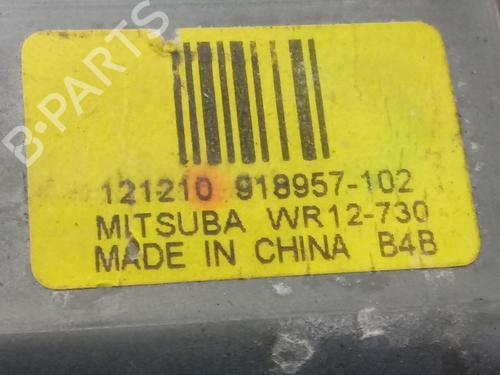 B-PARTS
121210 918957-102
MITSUBA WR12-730
MADE IN CHINA B4B